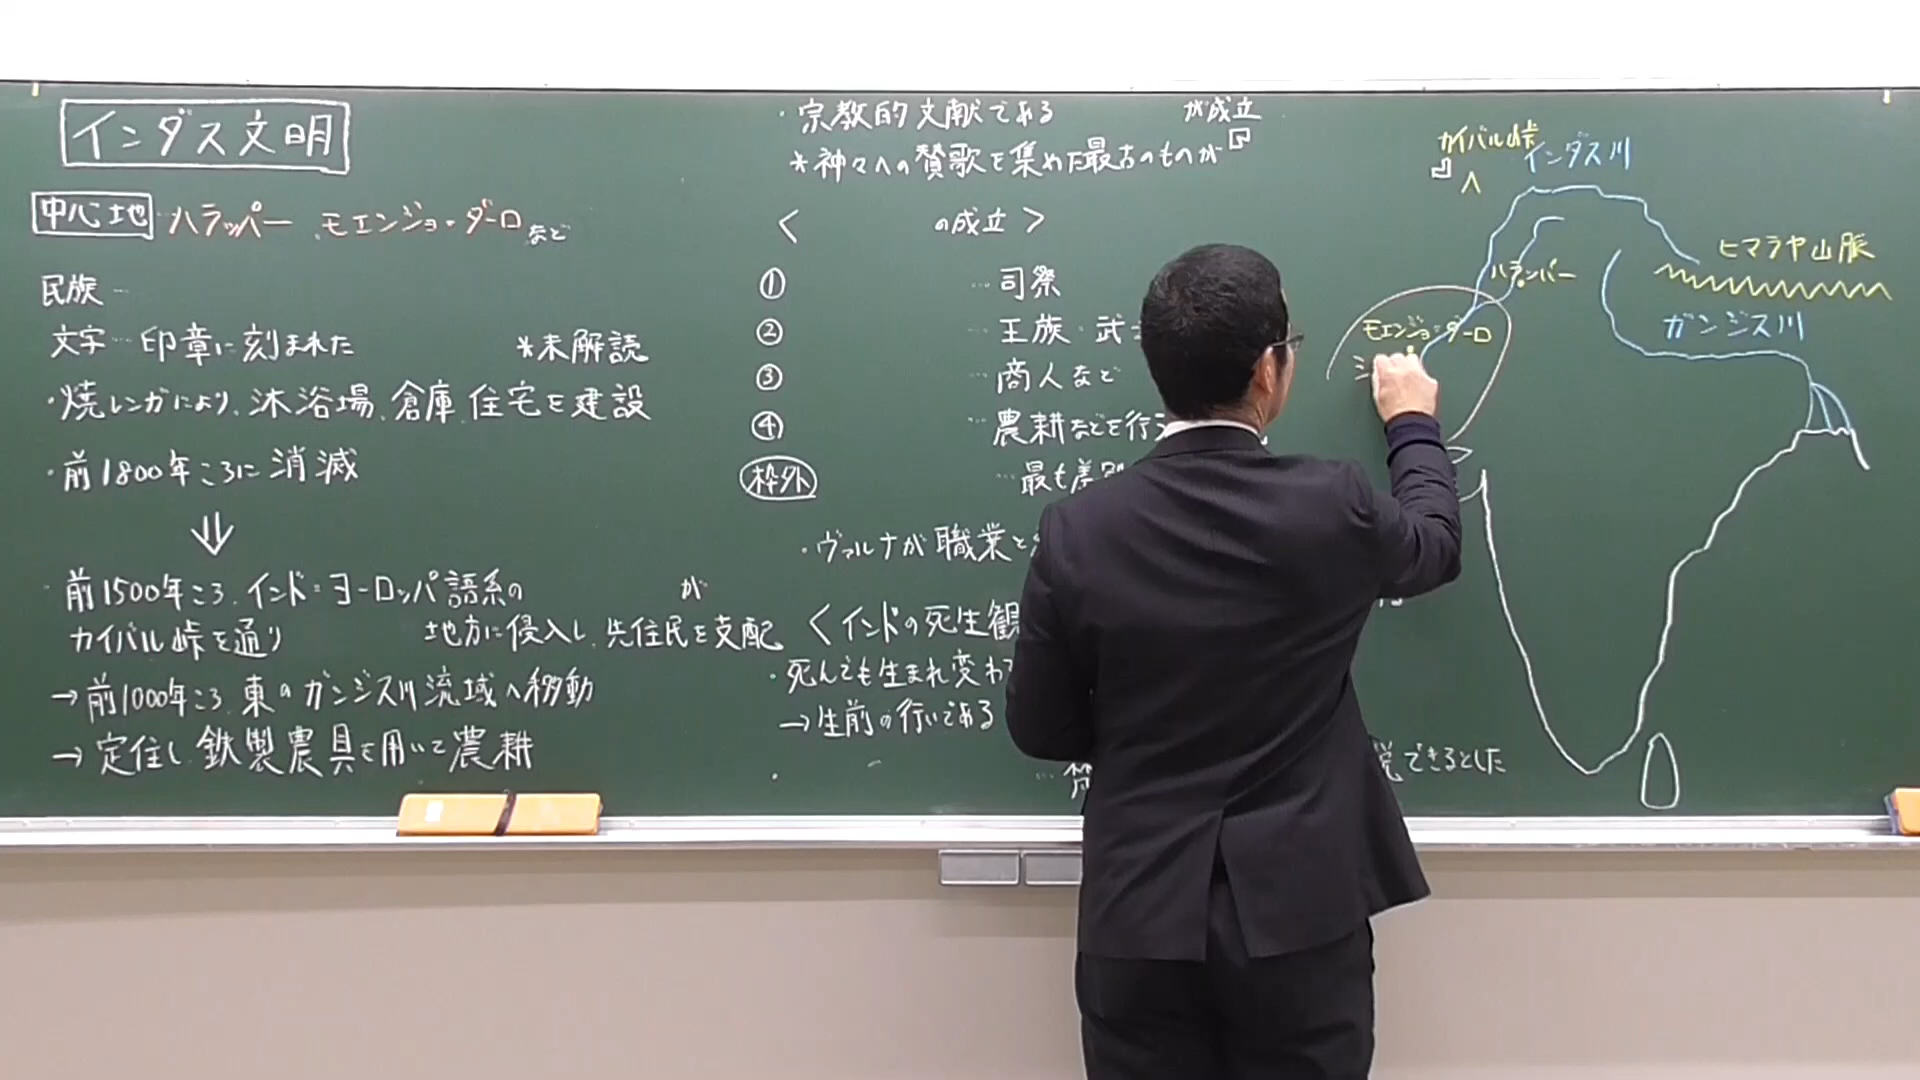 インダス文明
中心地 ハラッパー モエンジョ・ダーロ など
民族…
文字… 印章に刻まれた ※未解読
・焼レンガにより、沐浴場、倉庫、住宅を建設
・前1800年ころに消滅
⇓
・前1500年ころ、インド=ヨーロッパ語系の が
カイバル峠を通り 地方に侵入し、先住民を支配
→前1000年ころ、東のガンジス川流域へ移動
→定住し、鉄製農具を用いて農耕
・宗教的文献である が成立
※神々への賛歌を集めた最古のものが
< の成立 >
① …司祭
② …王族・武
③ …商人など
④ …農耕などを行
枠外 …最も差別
・ヴァルナが職業と
<インドの死生観
・死んでも生まれ変わ
→生前の行いである
・ … 脱できるとした
カイバル峠
インダス川
ヒマラヤ山脈
ハラッパー
ガンジス川
モエンジョ・ダーロ